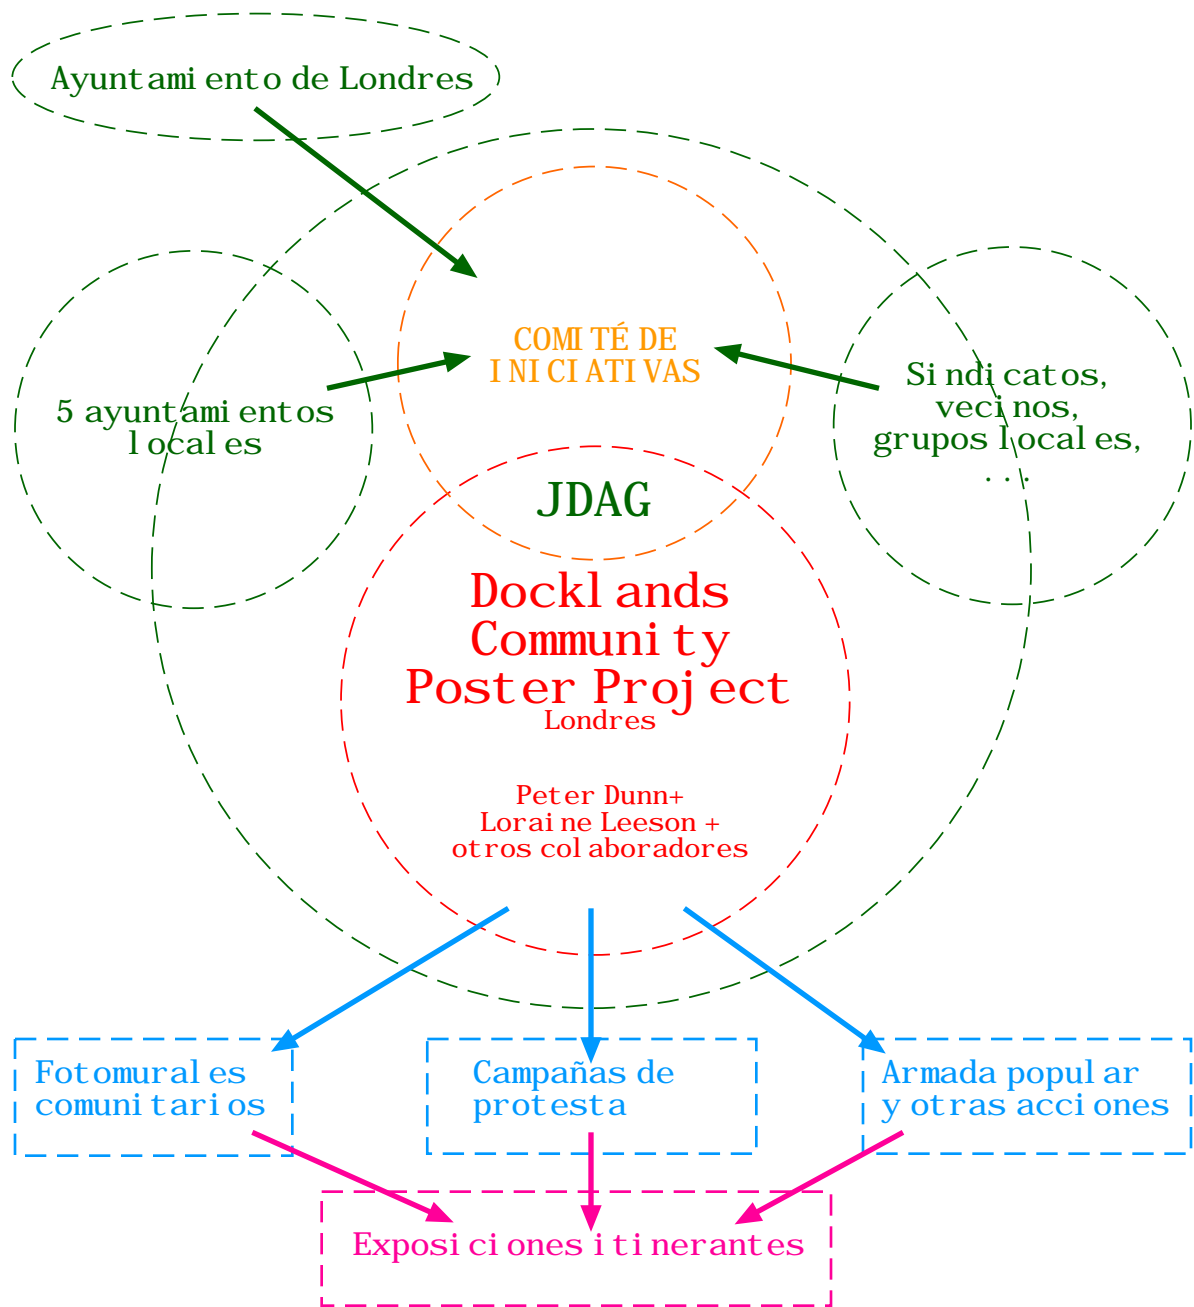 Ayuntamiento de Londres
COMITÉ DE
INICIATIVAS
5 ayuntamientos
locales
Sindicatos,
vecinos,
grupos locales,
...
JDAG
Docklands
Community
Poster Project
Londres
Peter Dunn+
Loraine Leeson +
otros colaboradores
Fotomurales
comunitarios
Campañas de
protesta
Armada popular
y otras acciones
Exposiciones itinerantes